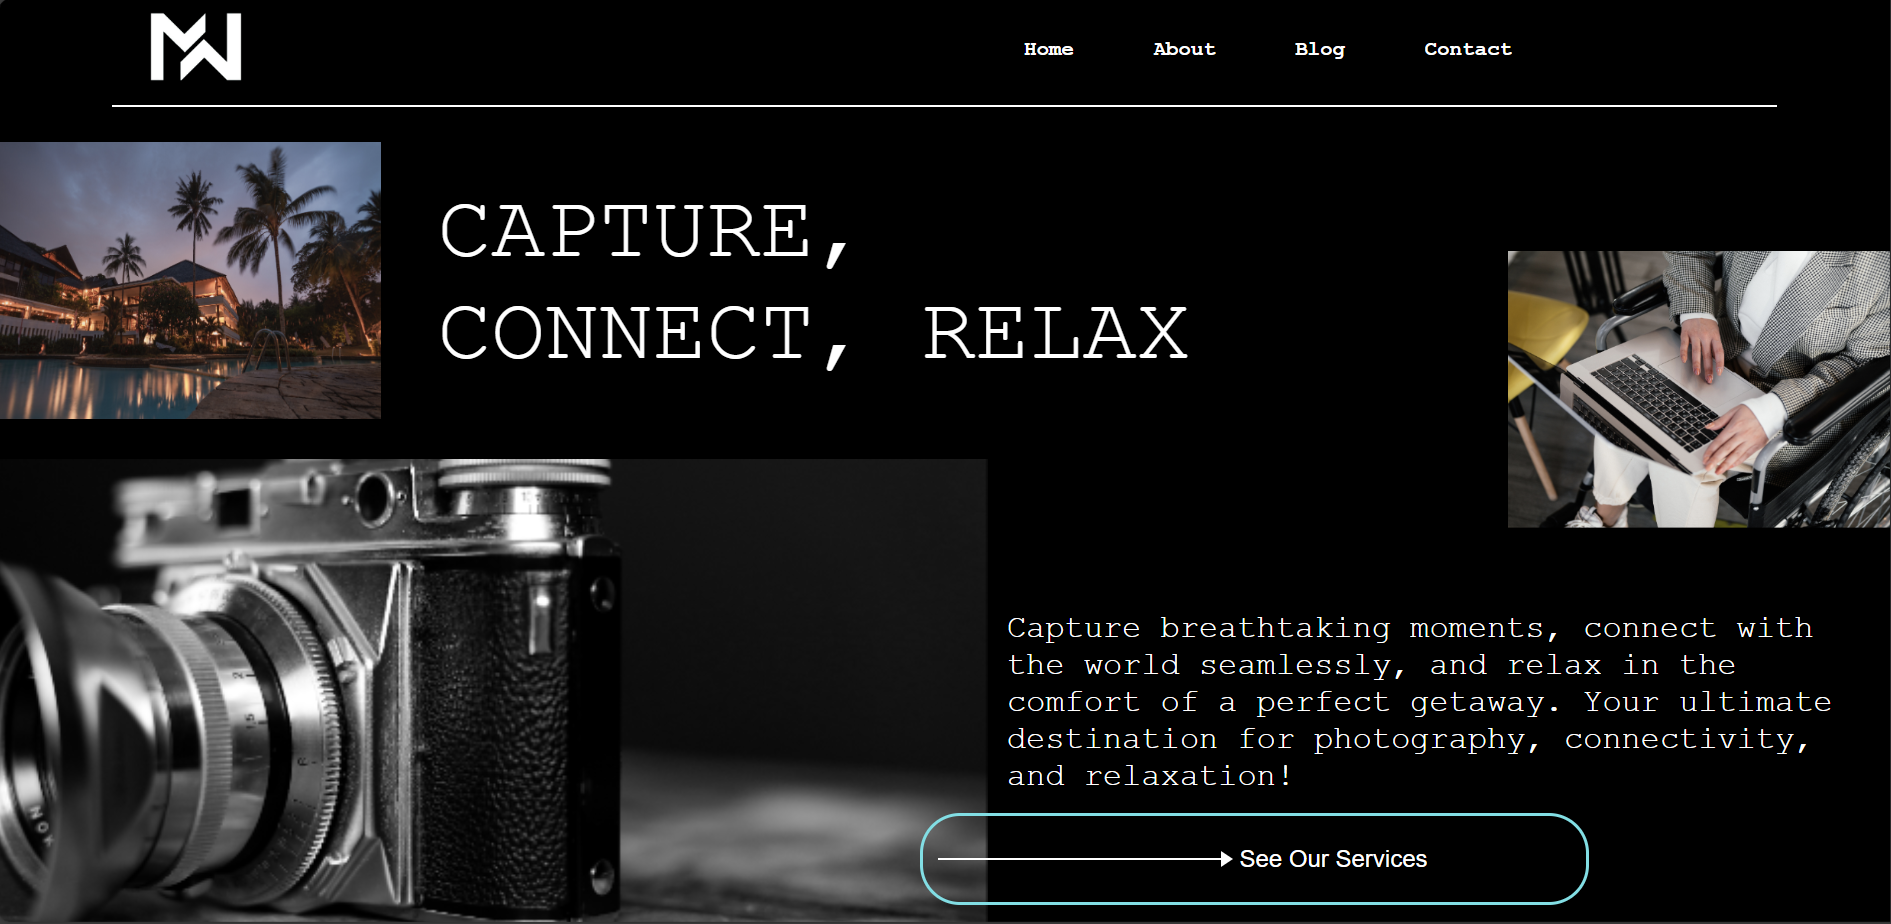 Home About Blog Contact
CAPTURE,
CONNECT, RELAX
Capture breathtaking moments, connect with
the world seamlessly, and relax in the
comfort of a perfect getaway. Your ultimate
destination for photography, connectivity,
and relaxation!
See Our Services